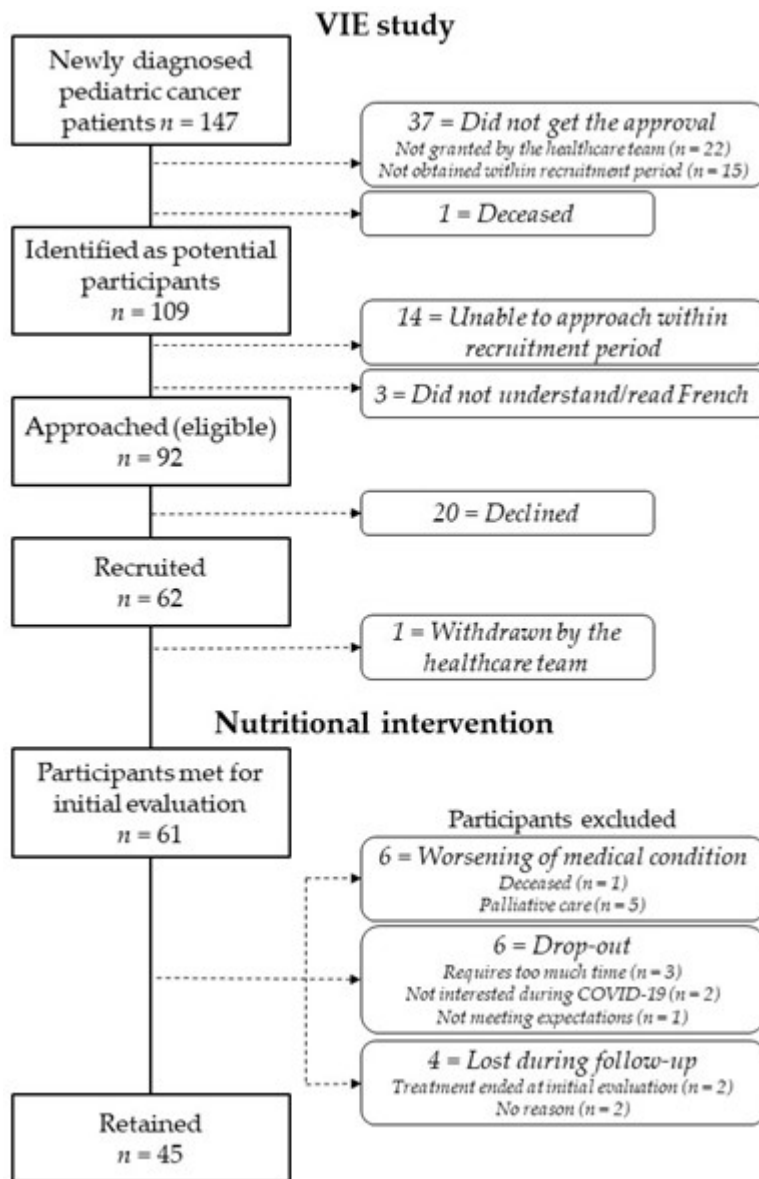 VIE study
Newly diagnosed
pediatric cancer
patients n = 147
37 = Did not get the approval
Not granted by the healthcare team (n = 22)
Not obtained within recruitment period (n = 15)
1 = Deceased
Identified as potential
participants
n = 109
14 = Unable to approach within
recruitment period
3 = Did not understand/read French
Approached (eligible)
n = 92
20 = Declined
Recruited
n = 62
1 = Withdrawn by the
healthcare team
Nutritional intervention
Participants met for
initial evaluation
n = 61
Participants excluded
6 = Worsening of medical condition
Deceased (n = 1)
Palliative care (n = 5)
6 = Drop-out
Requires too much time (n = 3)
Not interested during COVID-19 (n = 2)
Not meeting expectations (n = 1)
4 = Lost during follow-up
Treatment ended at initial evaluation (n = 2)
No reason (n = 2)
Retained
n = 45